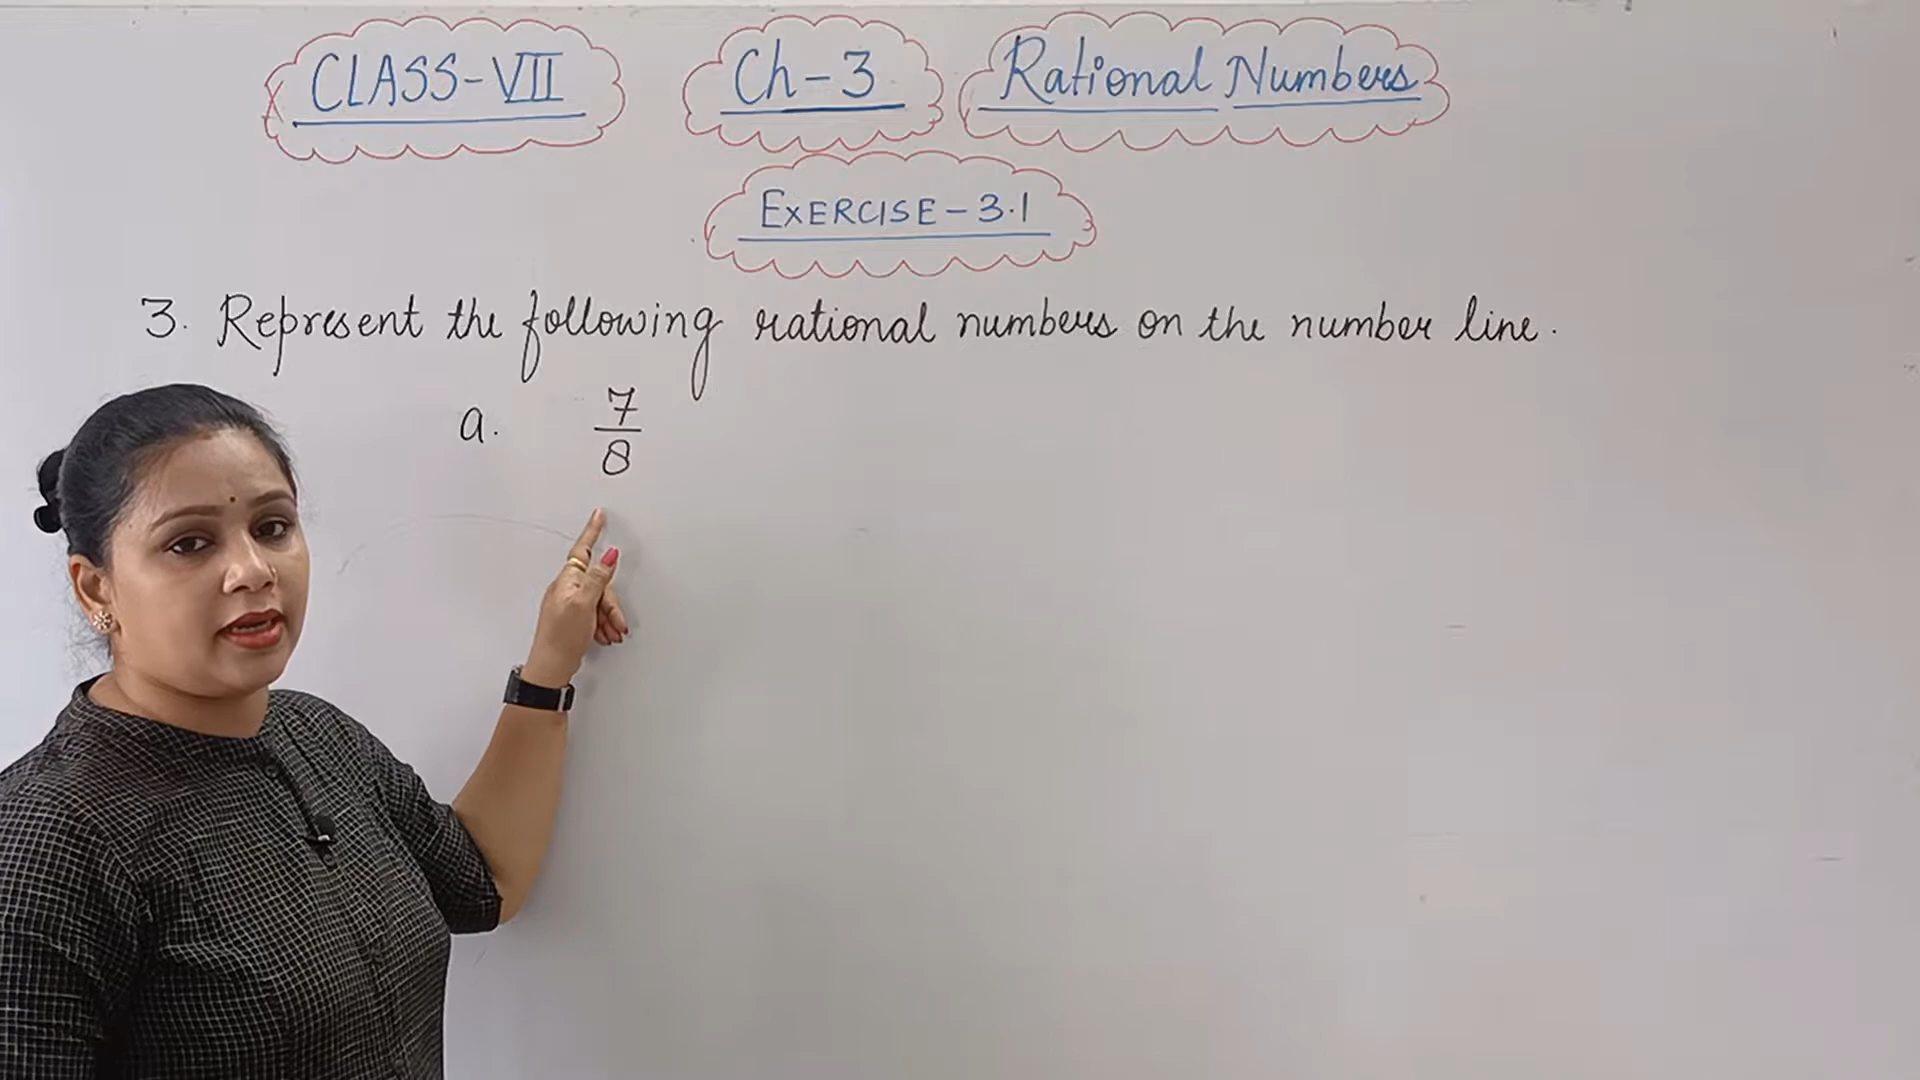 CLASS-VII Ch-3 Rational Numbers
EXERCISE-3.1
3. Represent the following rational numbers on the number line.
a. 7/8